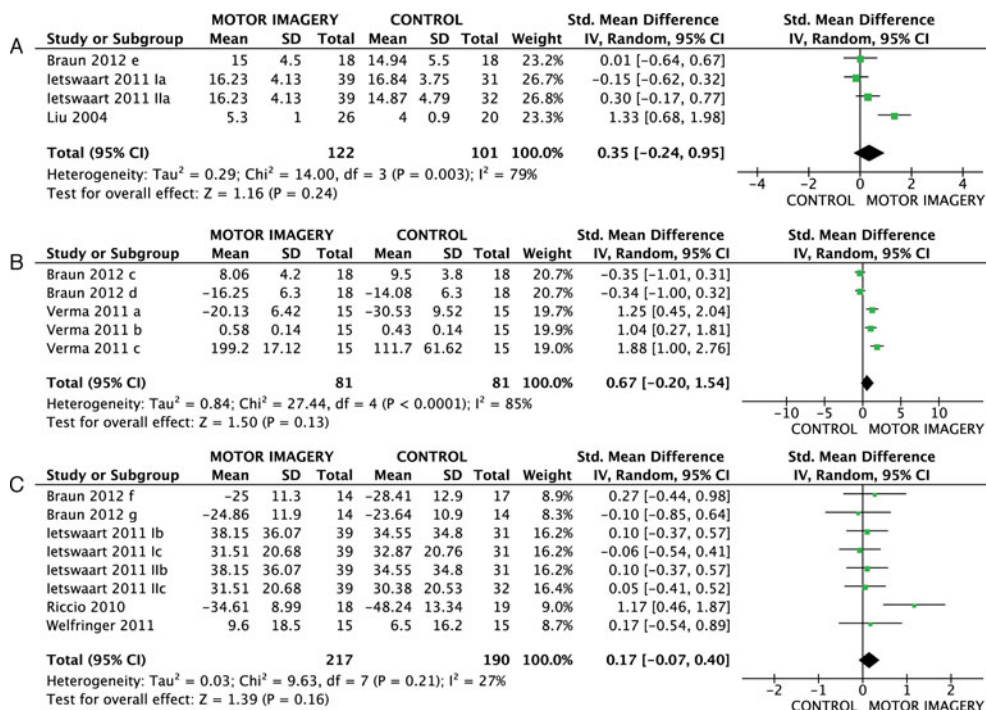 A
MOTOR IMAGERY CONTROL Std. Mean Difference Std. Mean Difference
Study or Subgroup Mean SD Total Mean SD Total Weight IV, Random, 95% CI IV, Random, 95% CI
Braun 2012 e 15 4.5 18 14.94 5.5 18 23.2% 0.01 [-0.64, 0.67]
Ietswaart 2011 Ia 16.23 4.13 39 16.84 3.75 31 26.7% -0.15 [-0.62, 0.32]
Ietswaart 2011 IIa 16.23 4.13 39 14.87 4.79 32 26.8% 0.30 [-0.17, 0.77]
Liu 2004 5.3 1 26 4 0.9 20 23.3% 1.33 [0.68, 1.98]
Total (95% CI) 122 101 100.0% 0.35 [-0.24, 0.95]
Heterogeneity: Tau² = 0.29; Chi² = 14.00, df = 3 (P = 0.003); I² = 79%
Test for overall effect: Z = 1.16 (P = 0.24)
-4 -2 0 2 4
CONTROL MOTOR IMAGERY
B
MOTOR IMAGERY CONTROL Std. Mean Difference Std. Mean Difference
Study or Subgroup Mean SD Total Mean SD Total Weight IV, Random, 95% CI IV, Random, 95% CI
Braun 2012 c 8.06 4.2 18 9.5 3.8 18 20.7% -0.35 [-1.01, 0.31]
Braun 2012 d -16.25 6.3 18 -14.08 6.3 18 20.7% -0.34 [-1.00, 0.32]
Verma 2011 a -20.13 6.42 15 -30.53 9.52 15 19.7% 1.25 [0.45, 2.04]
Verma 2011 b 0.58 0.14 15 0.43 0.14 15 19.9% 1.04 [0.27, 1.81]
Verma 2011 c 199.2 17.12 15 111.7 61.62 15 19.0% 1.88 [1.00, 2.76]
Total (95% CI) 81 81 100.0% 0.67 [-0.20, 1.54]
Heterogeneity: Tau² = 0.84; Chi² = 27.44, df = 4 (P < 0.0001); I² = 85%
Test for overall effect: Z = 1.50 (P = 0.13)
-10 -5 0 5 10
CONTROL MOTOR IMAGERY
C
MOTOR IMAGERY CONTROL Std. Mean Difference Std. Mean Difference
Study or Subgroup Mean SD Total Mean SD Total Weight IV, Random, 95% CI IV, Random, 95% CI
Braun 2012 f -25 11.3 14 -28.41 12.9 17 8.9% 0.27 [-0.44, 0.98]
Braun 2012 g -24.86 11.9 14 -23.64 10.9 14 8.3% -0.10 [-0.85, 0.64]
Ietswaart 2011 Ib 38.15 36.07 39 34.55 34.8 31 16.2% 0.10 [-0.37, 0.57]
Ietswaart 2011 Ic 31.51 20.68 39 32.87 20.76 31 16.2% -0.06 [-0.54, 0.41]
Ietswaart 2011 IIb 38.15 36.07 39 34.55 34.8 31 16.2% 0.10 [-0.37, 0.57]
Ietswaart 2011 IIc 31.51 20.68 39 30.38 20.53 32 16.4% 0.05 [-0.41, 0.52]
Riccio 2010 -34.61 8.99 18 -48.24 13.34 19 9.0% 1.17 [0.46, 1.87]
Welfringer 2011 9.6 18.5 15 6.5 16.2 15 8.7% 0.17 [-0.54, 0.89]
Total (95% CI) 217 190 100.0% 0.17 [-0.07, 0.40]
Heterogeneity: Tau² = 0.03; Chi² = 9.63, df = 7 (P = 0.21); I² = 27%
Test for overall effect: Z = 1.39 (P = 0.16)
-2 -1 0 1 2
CONTROL MOTOR IMAGERY